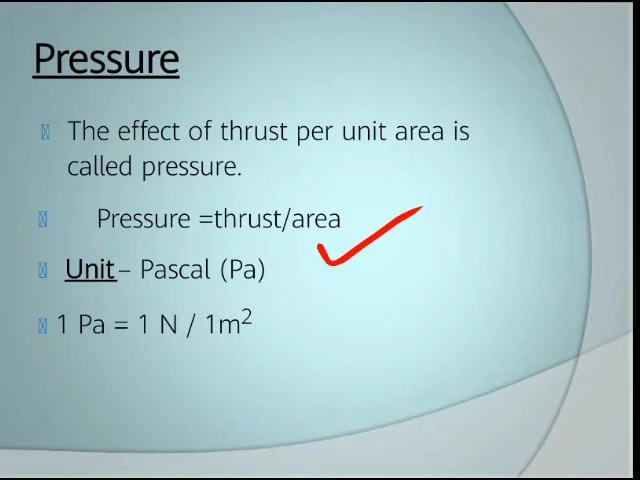 Pressure
The effect of thrust per unit area is
called pressure.
Pressure =thrust/area
Unit – Pascal (Pa)
1 Pa = 1 N / 1m²